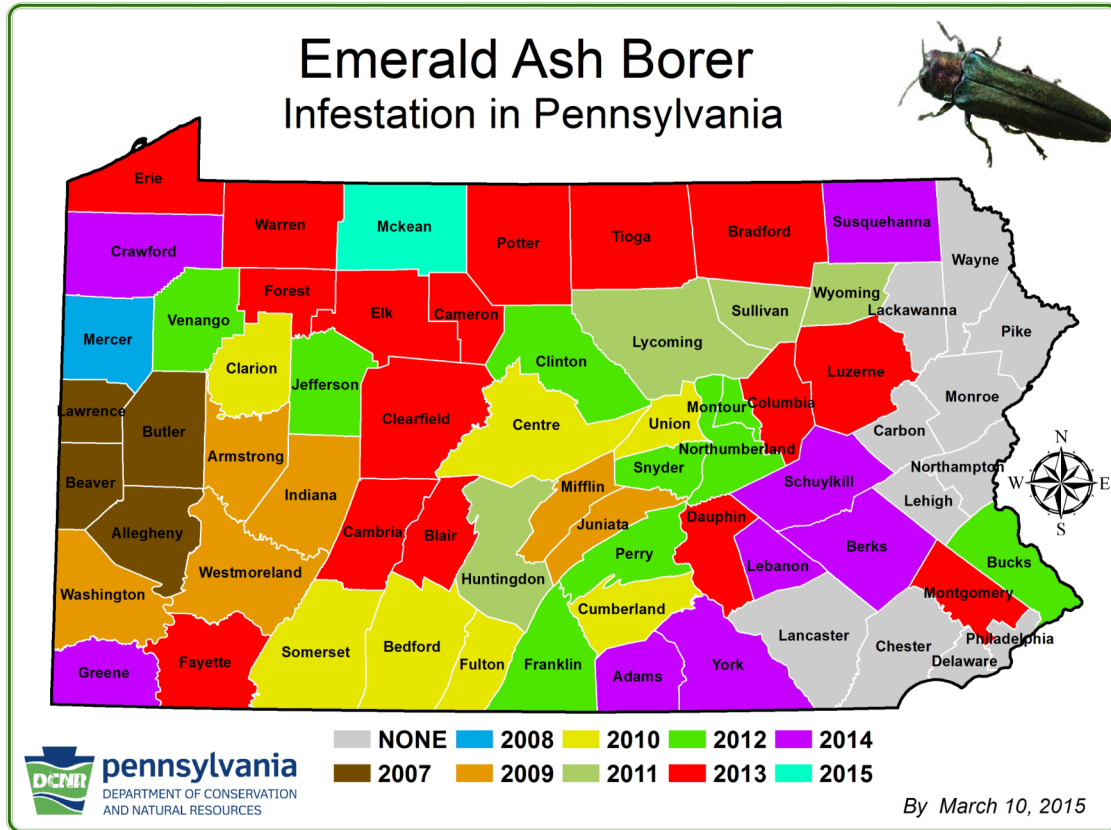 Emerald Ash Borer
Infestation in Pennsylvania
Erie
Warren
Mckean
Potter
Tioga
Bradford
Susquehanna
Wayne
Crawford
Forest
Elk
Cameron
Wyoming
Lackawanna
Pike
Mercer
Venango
Sullivan
Lycoming
Clinton
Clarion
Jefferson
Luzerne
Monroe
Lawrence
Butler
Clearfield
Centre
Union
Montour
Columbia
Carbon
Armstrong
Northumberland
Snyder
Northampton
Beaver
Indiana
Mifflin
Schuylkill
Lehigh
Allegheny
Cambria
Blair
Juniata
Dauphin
Perry
Berks
Bucks
Westmoreland
Huntingdon
Lebanon
Washington
Cumberland
Montgomery
Lancaster
Philadelphia
Somerset
Bedford
Fulton
Franklin
Chester
Delaware
Greene
Fayette
Adams
York
N
W
E
S
NONE 2008 2010 2012 2014
2007 2009 2011 2013 2015
DCNR
pennsylvania
DEPARTMENT OF CONSERVATION
AND NATURAL RESOURCES
By March 10, 2015